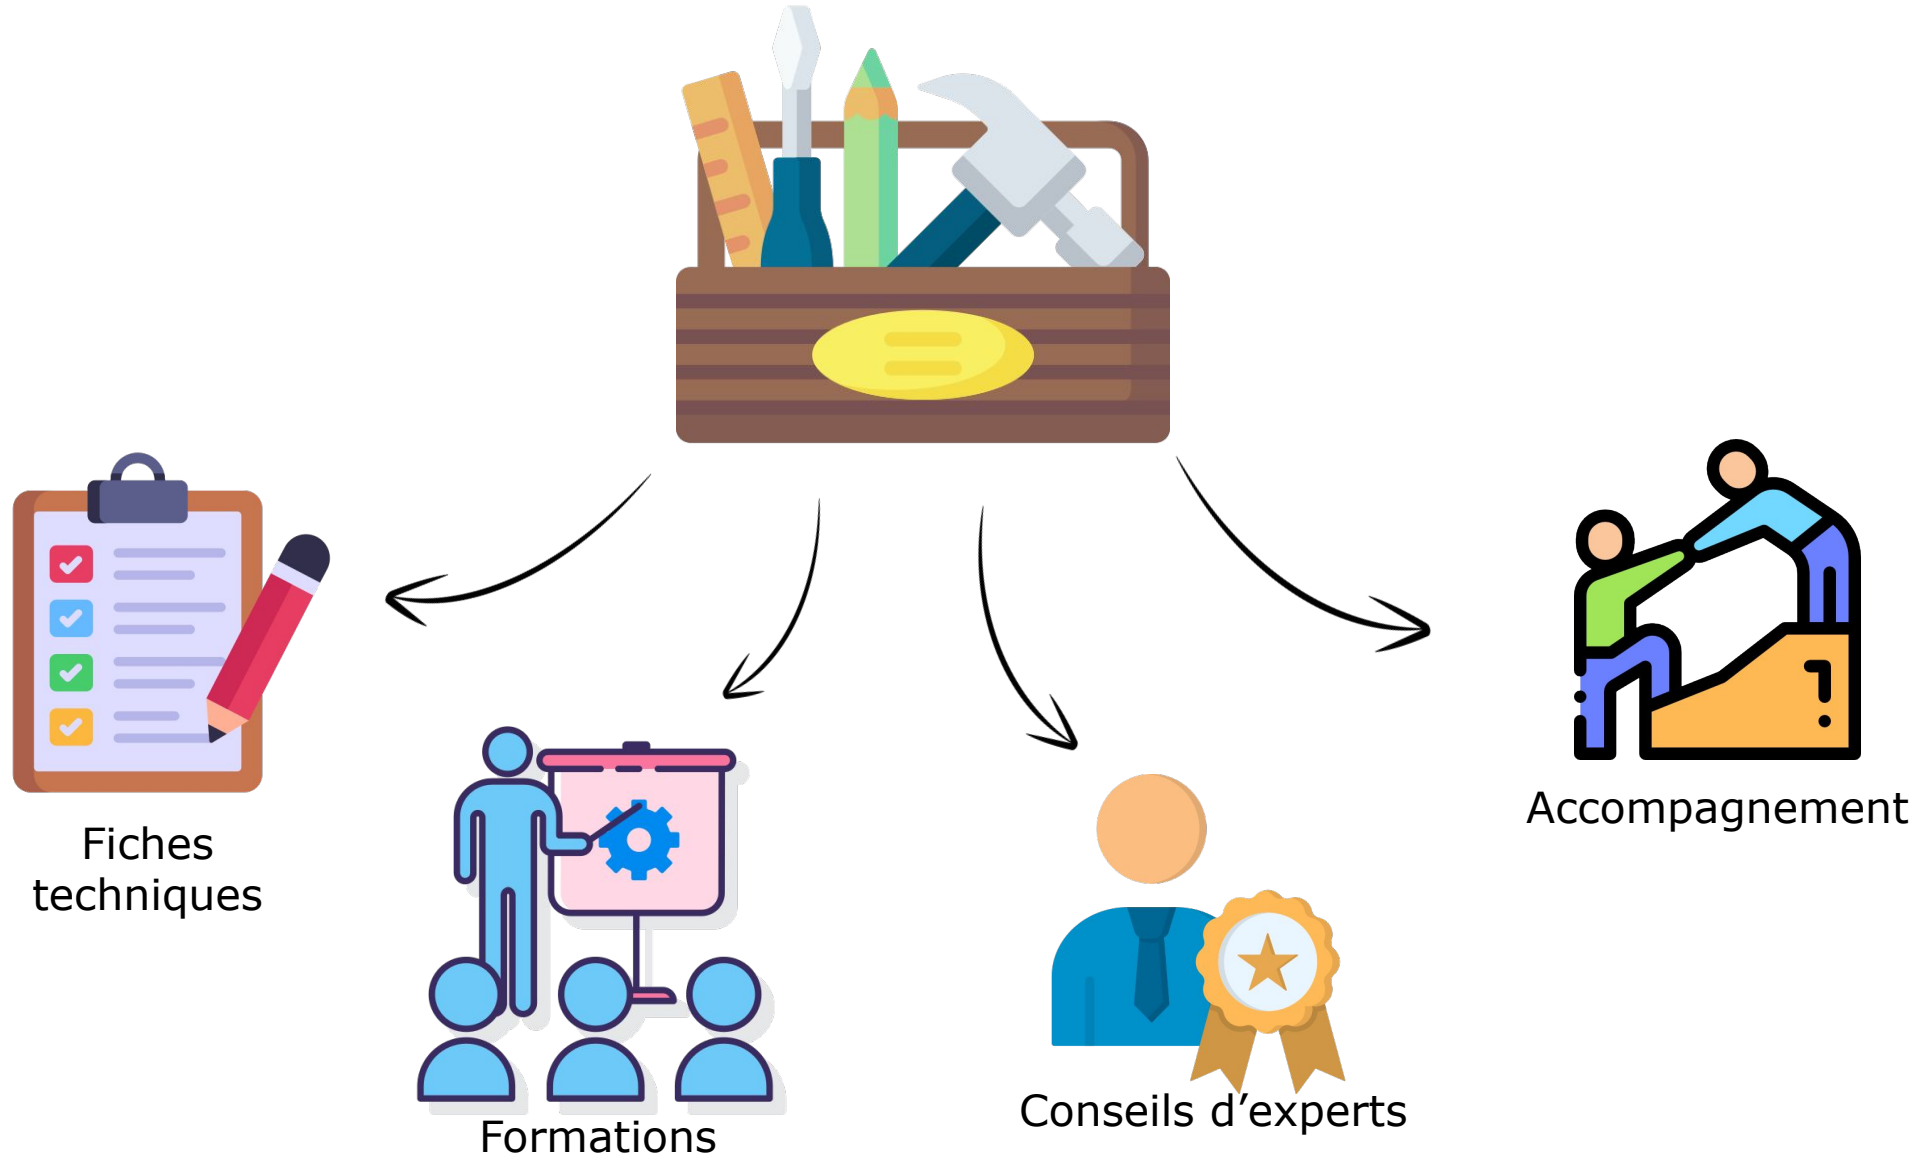 Fiches
techniques
Formations
Conseils d’experts
Accompagnement